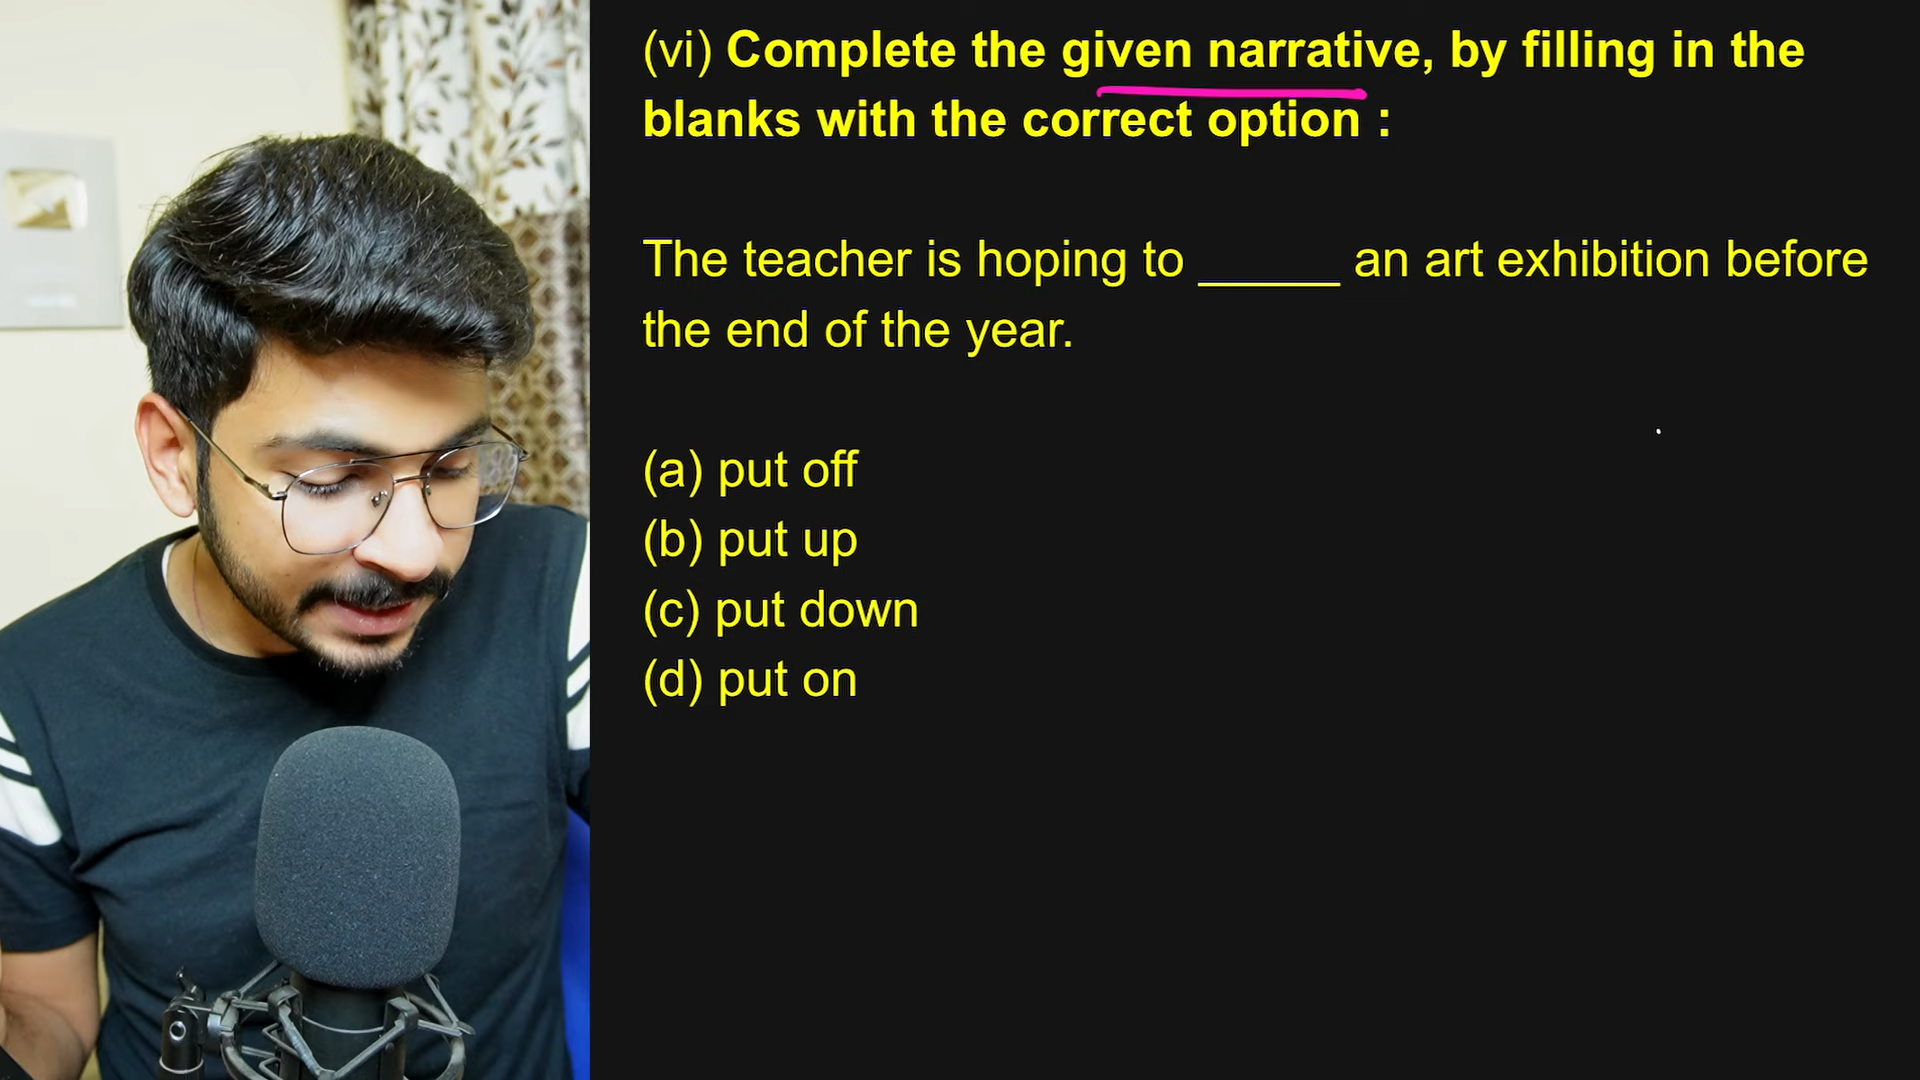 (vi) Complete the given narrative, by filling in the
blanks with the correct option :
The teacher is hoping to ______ an art exhibition before
the end of the year.
(a) put off
(b) put up
(c) put down
(d) put on